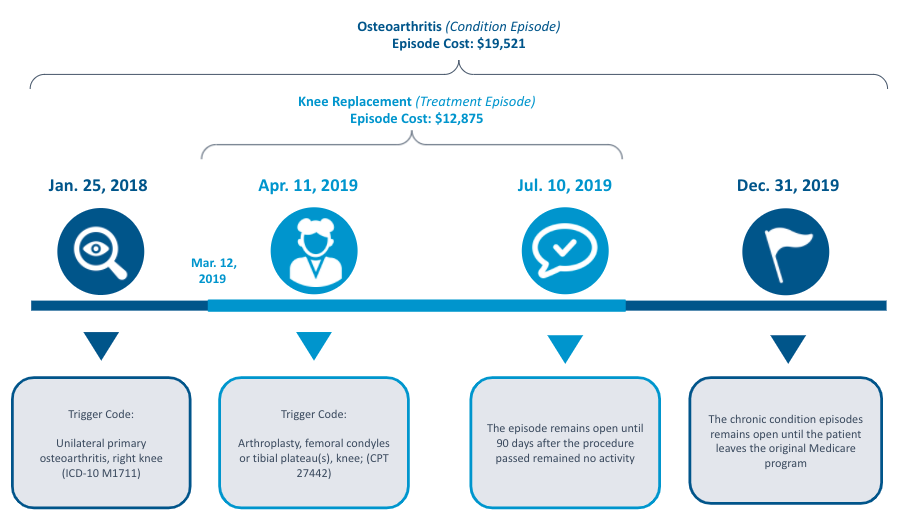 Osteoarthritis (Condition Episode)
Episode Cost: $19,521
Knee Replacement (Treatment Episode)
Episode Cost: $12,875
Jan. 25, 2018
Apr. 11, 2019
Jul. 10, 2019
Dec. 31, 2019
Mar. 12,
2019
Trigger Code:
Unilateral primary
osteoarthritis, right knee
(ICD-10 M1711)
Trigger Code:
Arthroplasty, femoral condyles
or tibial plateau(s), knee; (CPT
27442)
The episode remains open until
90 days after the procedure
passed remained no activity
The chronic condition episodes
remains open until the patient
leaves the original Medicare
program